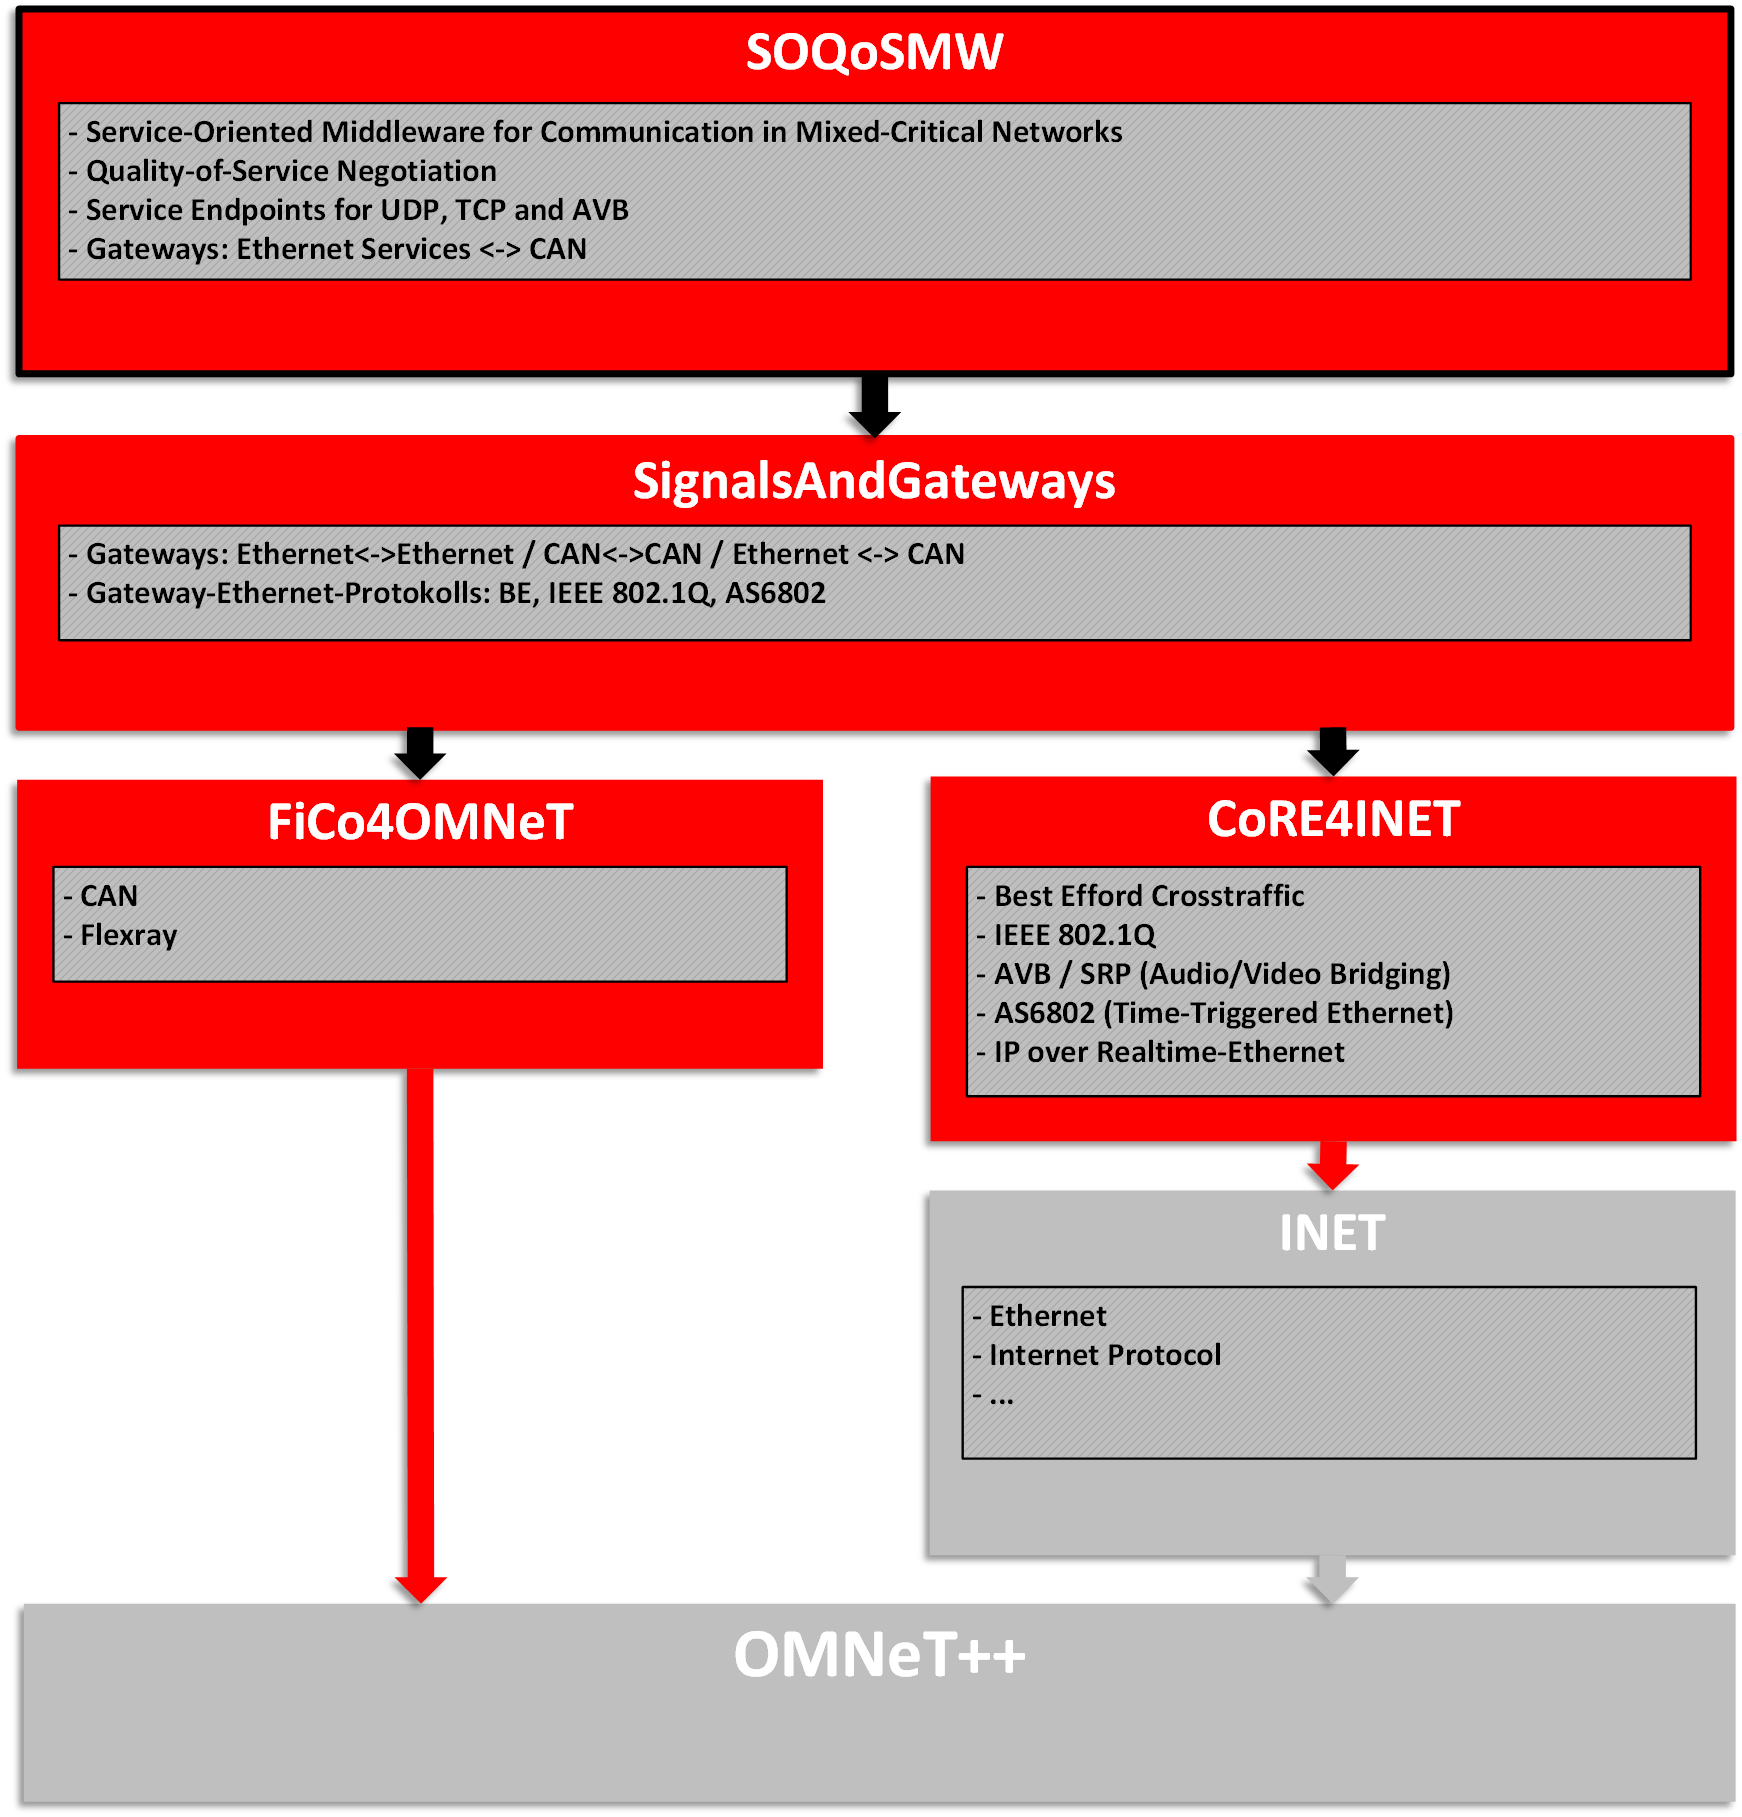 SOQoSMW
- Service-Oriented Middleware for Communication in Mixed-Critical Networks
- Quality-of-Service Negotiation
- Service Endpoints for UDP, TCP and AVB
- Gateways: Ethernet Services <-> CAN
SignalsAndGateways
- Gateways: Ethernet<->Ethernet / CAN<->CAN / Ethernet <-> CAN
- Gateway-Ethernet-Protokolls: BE, IEEE 802.1Q, AS6802
FiCo4OMNeT
- CAN
- Flexray
CoRE4INET
- Best Efford Crosstraffic
- IEEE 802.1Q
- AVB / SRP (Audio/Video Bridging)
- AS6802 (Time-Triggered Ethernet)
- IP over Realtime-Ethernet
INET
- Ethernet
- Internet Protocol
- ...
OMNeT++